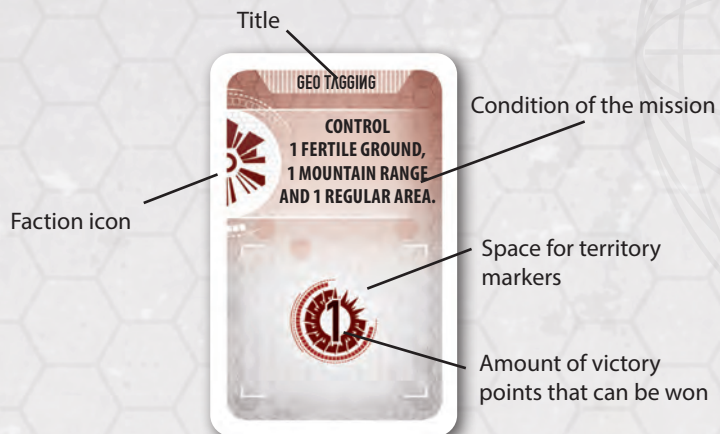 Title
GEO TAGGING
CONTROL
1 FERTILE GROUND,
1 MOUNTAIN RANGE
AND 1 REGULAR AREA.
Condition of the mission
Faction icon
Space for territory
markers
1
Amount of victory
points that can be won